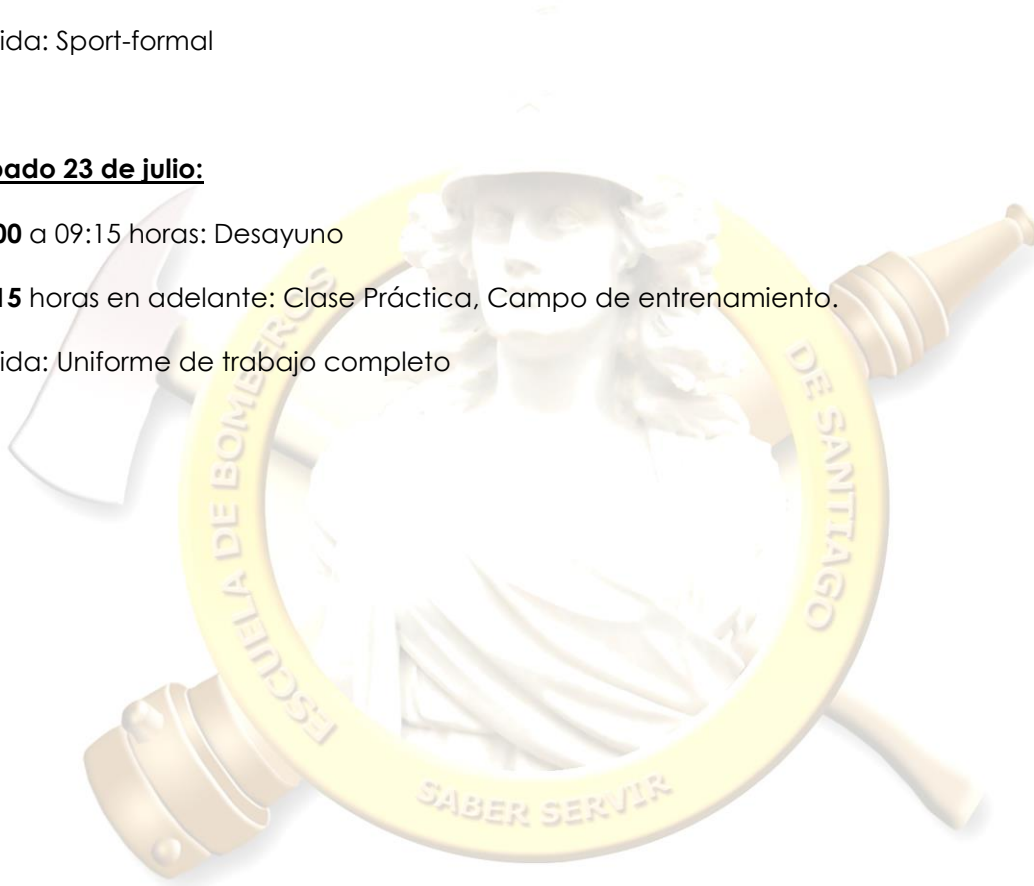 ida: Sport-formal
bado 23 de julio:
00 a 09:15 horas: Desayuno
15 horas en adelante: Clase Práctica, Campo de entrenamiento.
ida: Uniforme de trabajo completo
ESCUELA DE BOMBEROS
DE SANTIAGO
SABER SERVIR